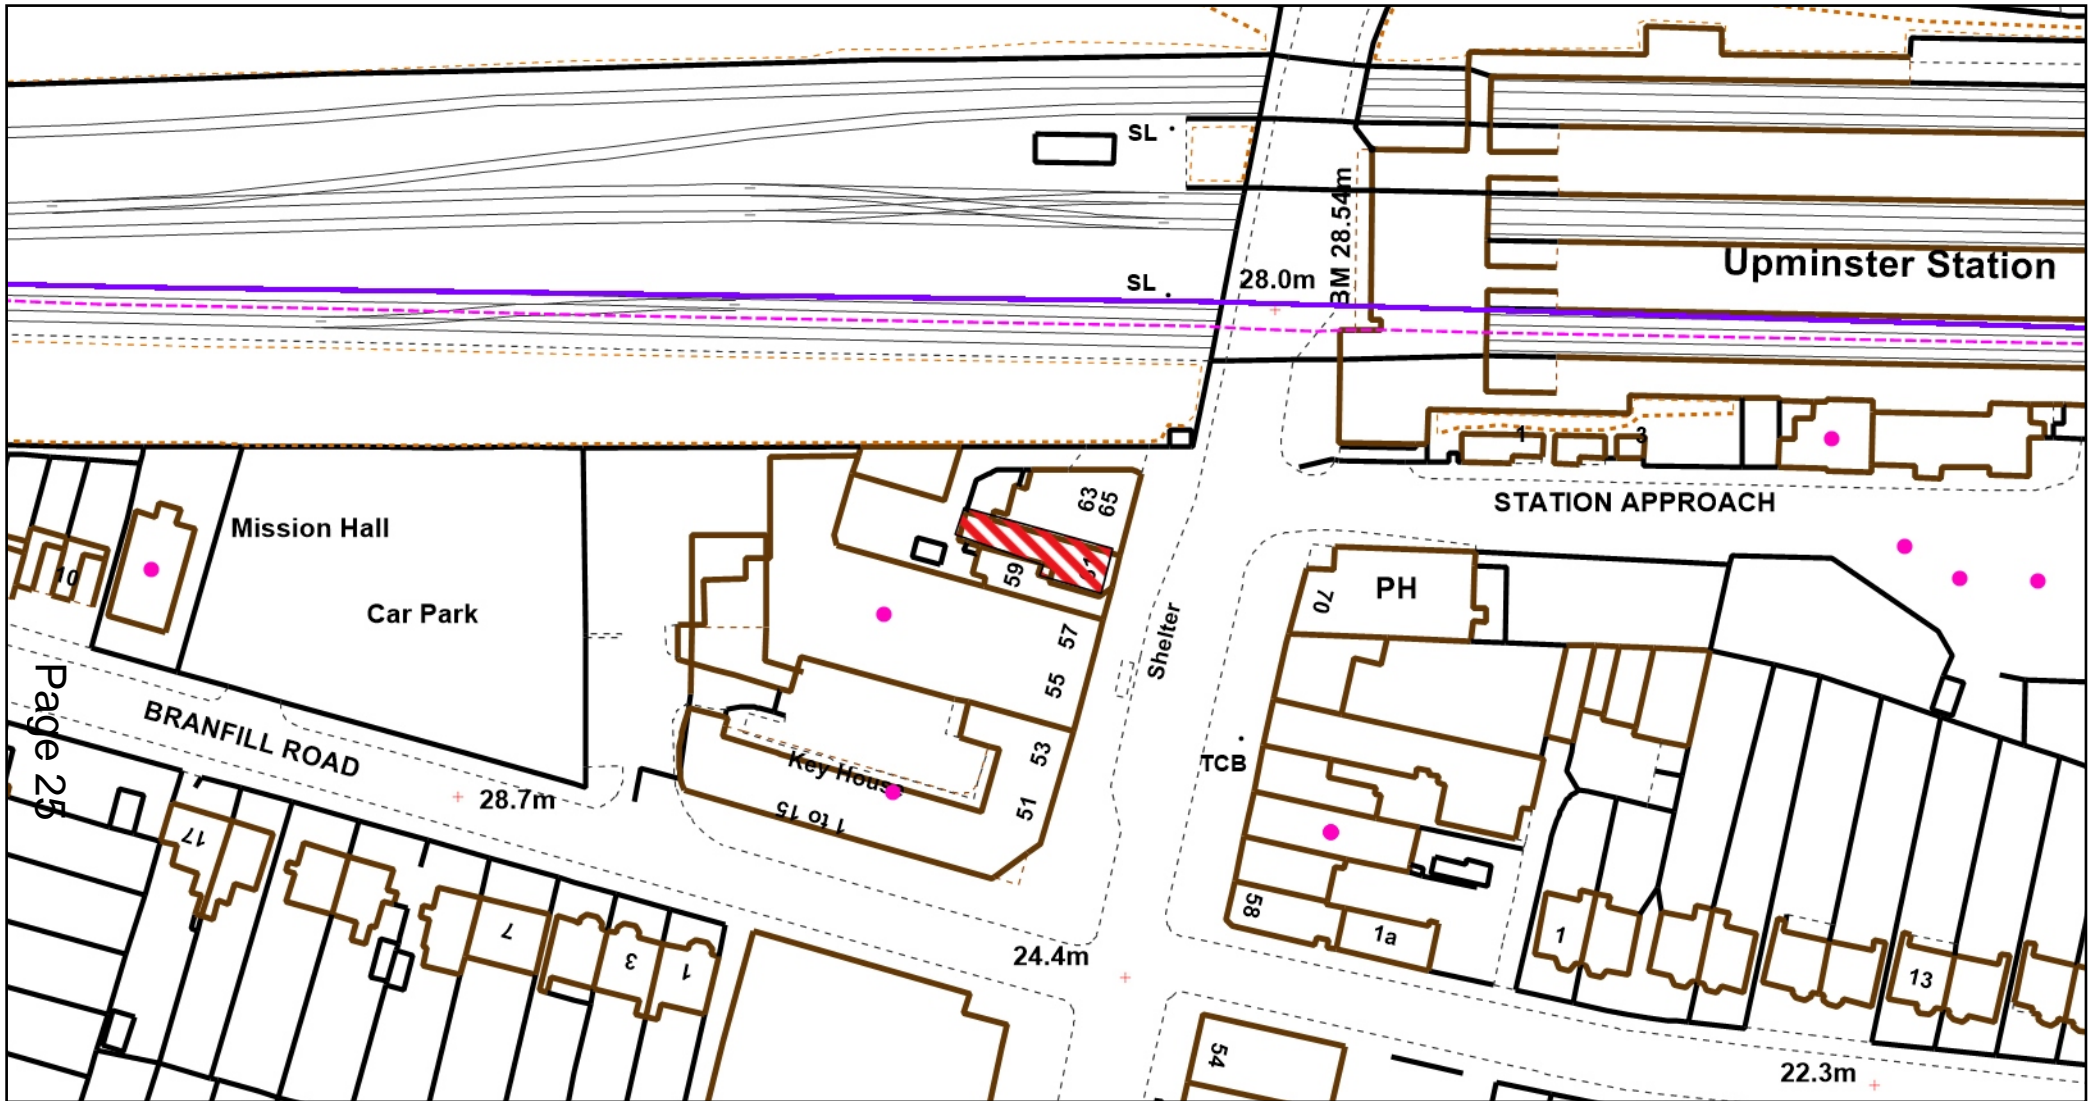 SL
BM 28.54m
Upminster Station
SL
28.0m
1
3
63
65
STATION APPROACH
Mission Hall
10
59
PH
70
Car Park
57
Shelter
55
Page 25
BRANFILL ROAD
53
TCB
Key House
28.7m
51
1 to 15
17
58
1a
1
7
3
1
24.4m
13
54
22.3m